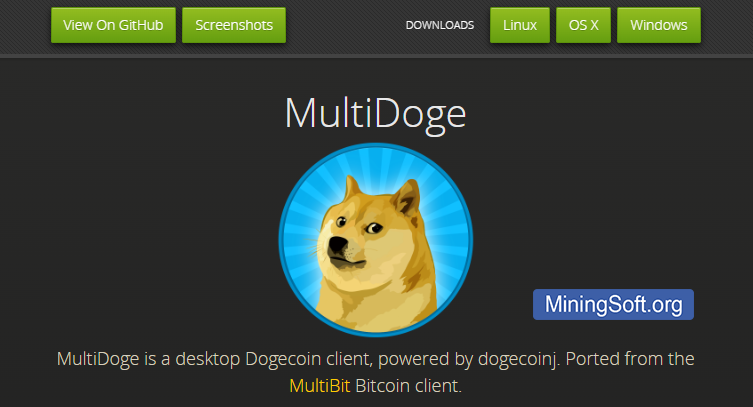 View On GitHub Screenshots DOWNLOADS Linux OS X Windows
MultiDoge
MiningSoft.org
MultiDoge is a desktop Dogecoin client, powered by dogecoinj. Ported from the
MultiBit Bitcoin client.